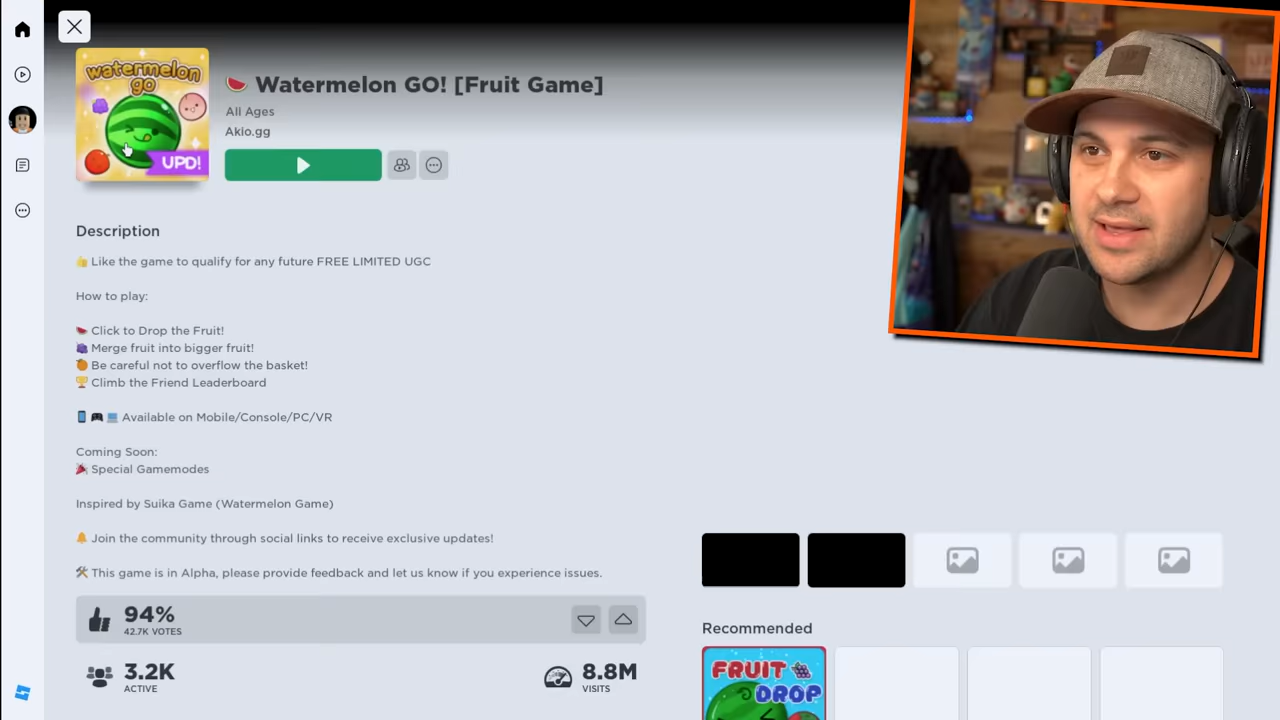 watermelon
go
UPD!
🍉 Watermelon GO! [Fruit Game]
All Ages
Akio.gg
Description
👍 Like the game to qualify for any future FREE LIMITED UGC
How to play:
🍉 Click to Drop the Fruit!
🍇 Merge fruit into bigger fruit!
🍊 Be careful not to overflow the basket!
🏆 Climb the Friend Leaderboard
📱 🎮 💻 Available on Mobile/Console/PC/VR
Coming Soon:
🎉 Special Gamemodes
Inspired by Suika Game (Watermelon Game)
🔔 Join the community through social links to receive exclusive updates!
🛠️ This game is in Alpha, please provide feedback and let us know if you experience issues.
94%
42.7K VOTES
3.2K
ACTIVE
8.8M
VISITS
Recommended
FRUIT
DROP